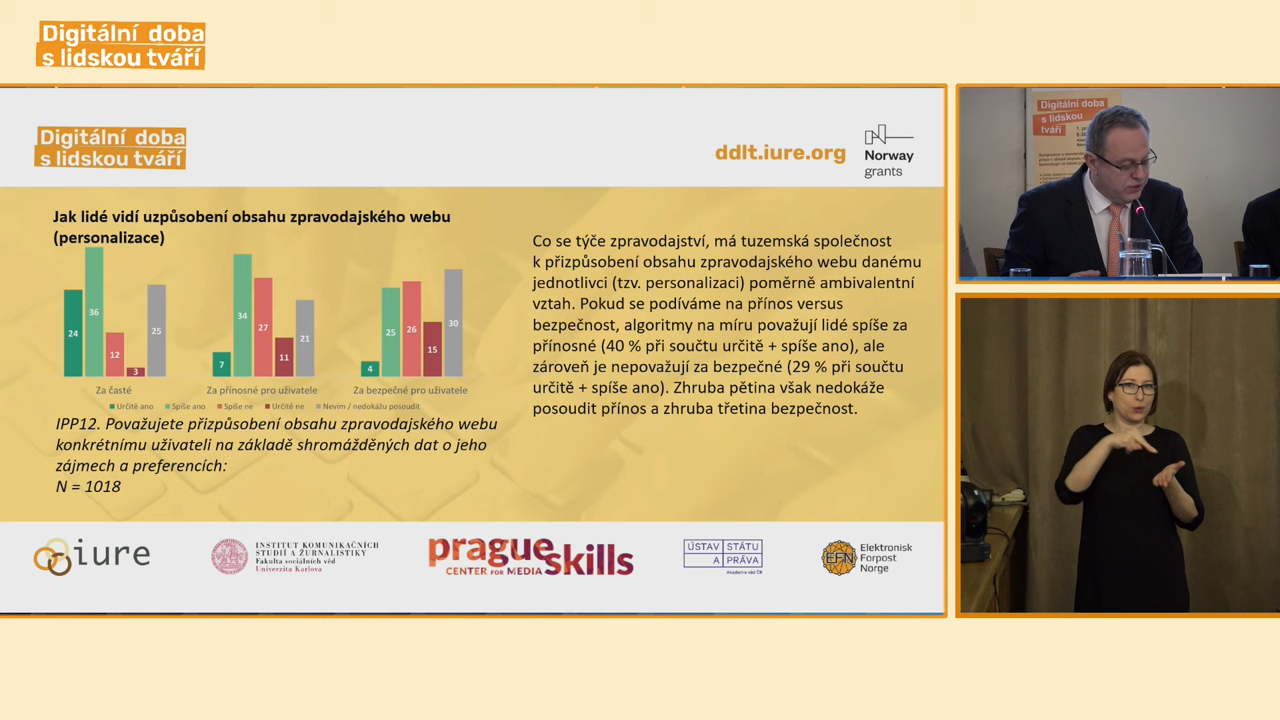 Digitální doba
s lidskou tváří
Digitální doba
s lidskou tváří
ddlt.iure.org
Norway
grants
Jak lidé vidí uzpůsobení obsahu zpravodajského webu
(personalizace)
24
36
12
3
25
7
34
27
11
21
4
25
26
15
30
Za časté
Za přínosné pro uživatele
Za bezpečné pro uživatele
Určitě ano
Spíše ano
Spíše ne
Určitě ne
Nevím / nedokážu posoudit
IPP12. Považujete přizpůsobení obsahu zpravodajského webu
konkrétnímu uživateli na základě shromážděných dat o jeho
zájmech a preferencích:
N = 1018
Co se týče zpravodajství, má tuzemská společnost
k přizpůsobení obsahu zpravodajského webu danému
jednotlivci (tzv. personalizaci) poměrně ambivalentní
vztah. Pokud se podíváme na přínos versus
bezpečnost, algoritmy na míru považují lidé spíše za
přínosné (40 % při součtu určitě + spíše ano), ale
zároveň je nepovažují za bezpečné (29 % při součtu
určitě + spíše ano). Zhruba pětina však nedokáže
posoudit přínos a zhruba třetina bezpečnost.
iure
INSTITUT KOMUNIKAČNÍCH
STUDIÍ A ŽURNALISTIKY
Fakulta sociálních věd
Univerzita Karlova
prague
skills
CENTER FOR MEDIA
ÚSTAV STÁTU
A PRÁVA
Akademie věd ČR
EFN
Elektronisk
Forpost
Norge
Digitální doba
s lidskou
tváří